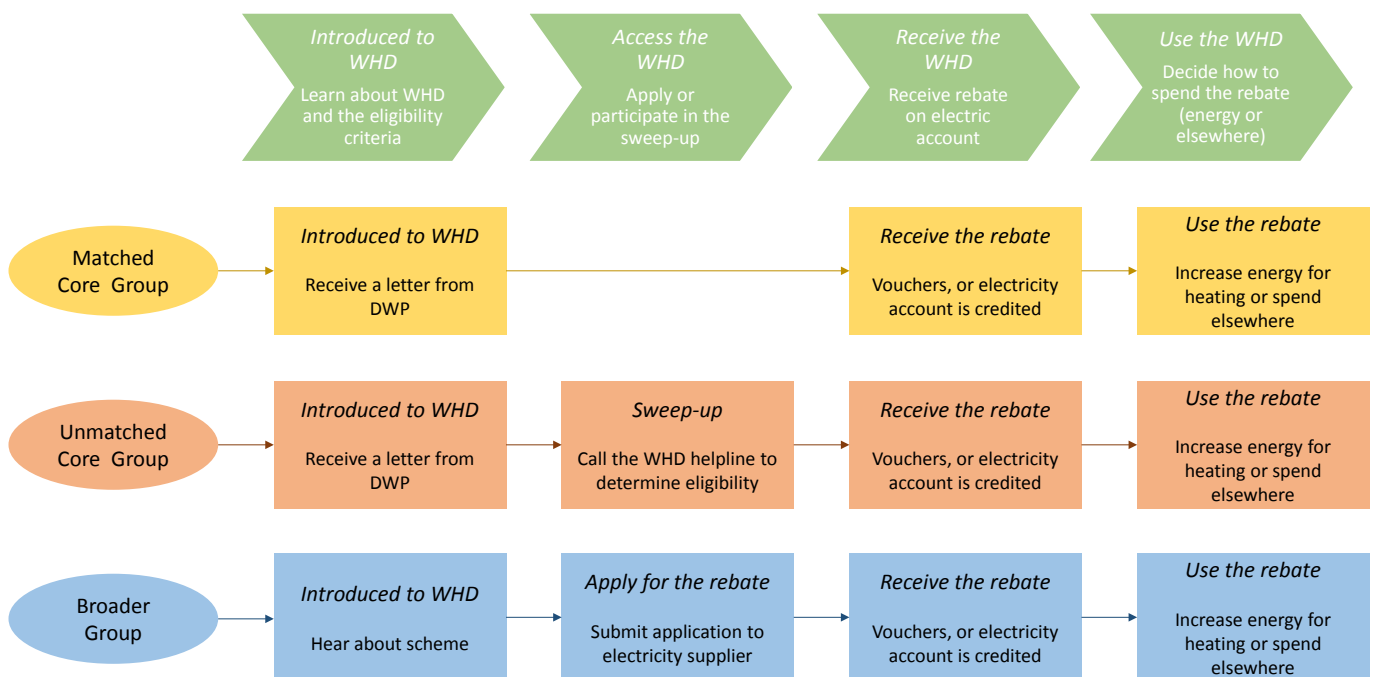 Introduced to
WHD
Learn about WHD
and the eligibility
criteria
Access the
WHD
Apply or
participate in the
sweep-up
Receive the
WHD
Receive rebate
on electric
account
Use the WHD
Decide how to
spend the rebate
(energy or
elsewhere)
Matched
Core Group
Introduced to WHD
Receive a letter from
DWP
Receive the rebate
Vouchers, or electricity
account is credited
Use the rebate
Increase energy for
heating or spend
elsewhere
Unmatched
Core Group
Introduced to WHD
Receive a letter from
DWP
Sweep-up
Call the WHD helpline to
determine eligibility
Receive the rebate
Vouchers, or electricity
account is credited
Use the rebate
Increase energy for
heating or spend
elsewhere
Broader
Group
Introduced to WHD
Hear about scheme
Apply for the rebate
Submit application to
electricity supplier
Receive the rebate
Vouchers, or electricity
account is credited
Use the rebate
Increase energy for
heating or spend
elsewhere